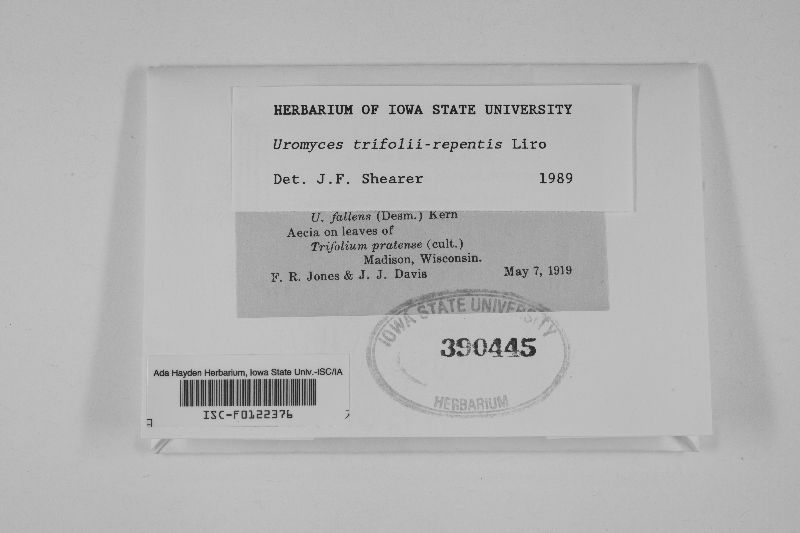 HERBARIUM OF IOWA STATE UNIVERSITY
Uromyces trifolii-repentis Liro
Det. J.F. Shearer 1989
U. fallens (Desm.) Kern
Aecia on leaves of
Trifolium pratense (cult.)
Madison, Wisconsin.
F. R. Jones & J. J. Davis May 7, 1919
IOWA STATE UNIVERSITY
390445
HERBARIUM
Ada Hayden Herbarium, Iowa State Univ.-ISC/IA
ISC-F0122376